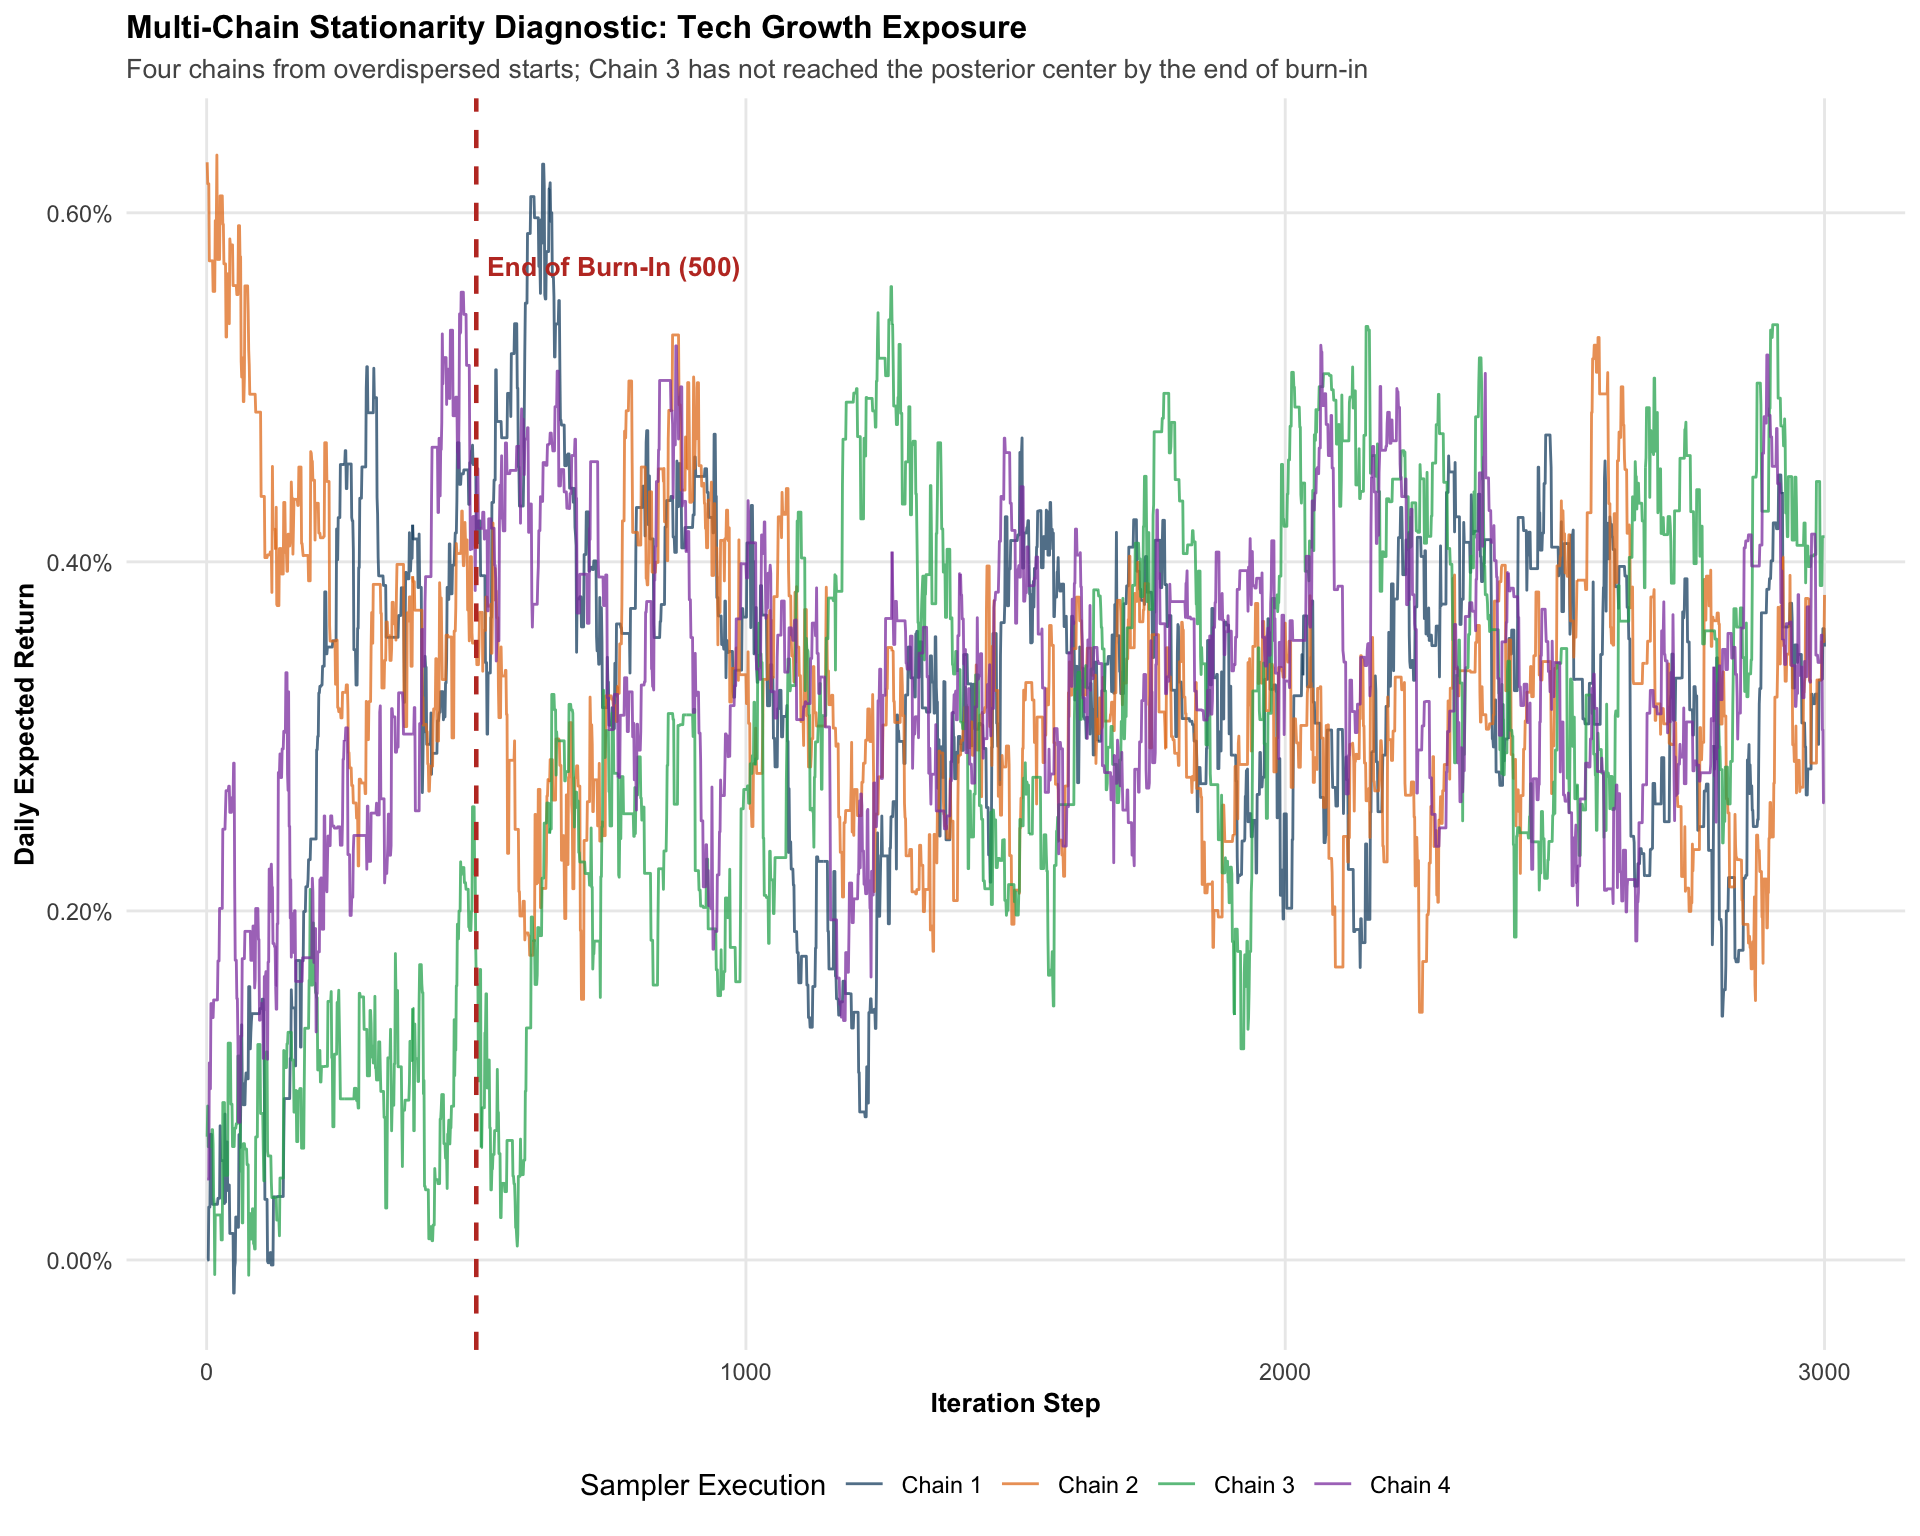 Multi-Chain Stationarity Diagnostic: Tech Growth Exposure
Four chains from overdispersed starts; Chain 3 has not reached the posterior center by the end of burn-in
End of Burn-In (500)
0.60%
0.40%
0.20%
0.00%
Daily Expected Return
0 1000 2000 3000
Iteration Step
Sampler Execution Chain 1 Chain 2 Chain 3 Chain 4